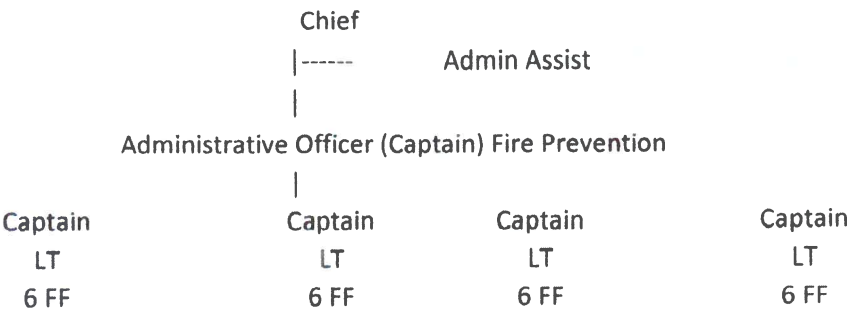 Chief
|------ Admin Assist
|
Administrative Officer (Captain) Fire Prevention
|
Captain Captain Captain Captain
LT LT LT LT
6 FF 6 FF 6 FF 6 FF